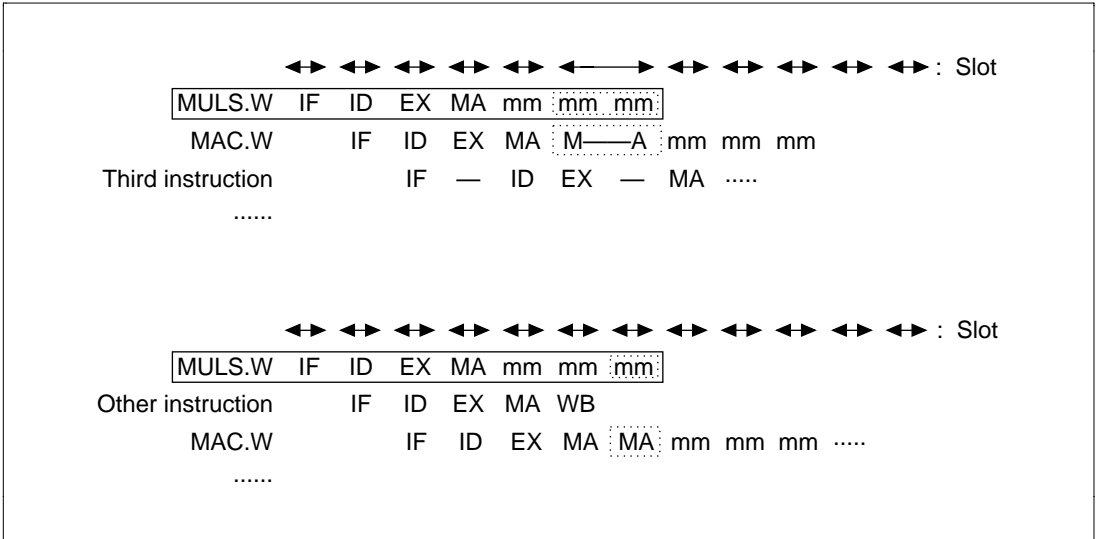 : Slot
MULS.W IF ID EX MA mm mm mm
MAC.W IF ID EX MA M——A mm mm mm
Third instruction IF — ID EX — MA ·····
······
: Slot
MULS.W IF ID EX MA mm mm mm
Other instruction IF ID EX MA WB
MAC.W IF ID EX MA MA mm mm mm ·····
······